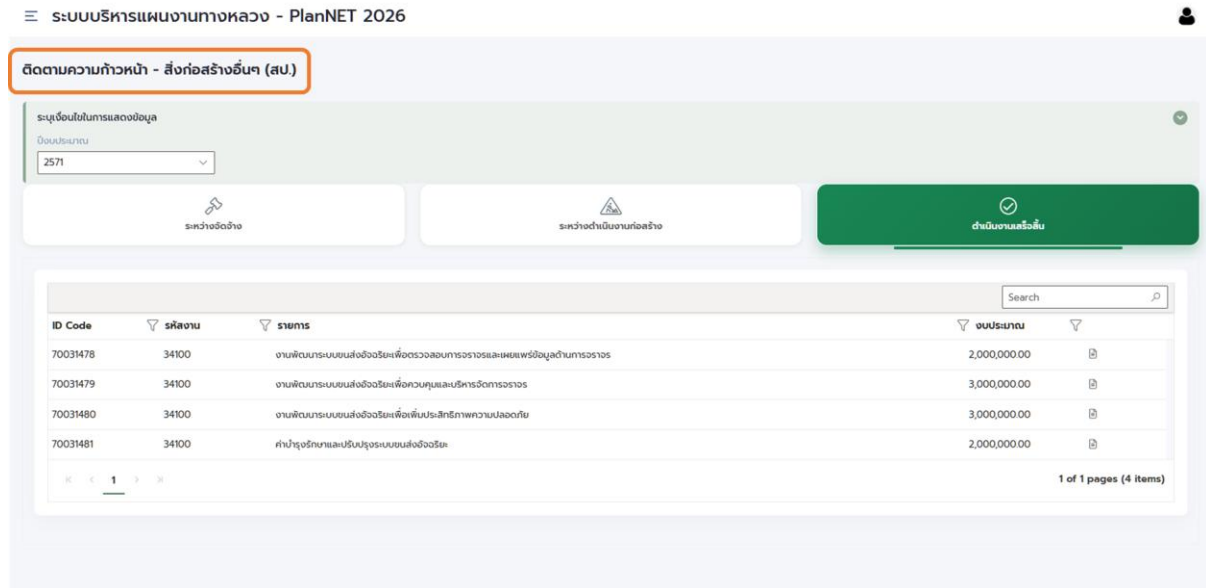 ระบบบริหารแผนงานทางหลวง - PlanNET 2026
ติดตามความก้าวหน้า - สิ่งก่อสร้างอื่นๆ (สป.)
ระบุเงื่อนไขในการแสดงข้อมูล
ปีงบประมาณ
2571
ระหว่างจัดจ้าง
ระหว่างดำเนินงานก่อสร้าง
ดำเนินงานเสร็จสิ้น
Search
ID Code รหัสงาน รายการ งบประมาณ
70031478 34100 งานพัฒนาระบบขนส่งอัจฉริยะเพื่อตรวจสอบการจราจรและเผยแพร่ข้อมูลด้านการจราจร 2,000,000.00
70031479 34100 งานพัฒนาระบบขนส่งอัจฉริยะเพื่อควบคุมและบริหารจัดการจราจร 3,000,000.00
70031480 34100 งานพัฒนาระบบขนส่งอัจฉริยะเพื่อเพิ่มประสิทธิภาพความปลอดภัย 3,000,000.00
70031481 34100 ค่าบำรุงรักษาและปรับปรุงระบบขนส่งอัจฉริยะ 2,000,000.00
1 1 of 1 pages (4 items)